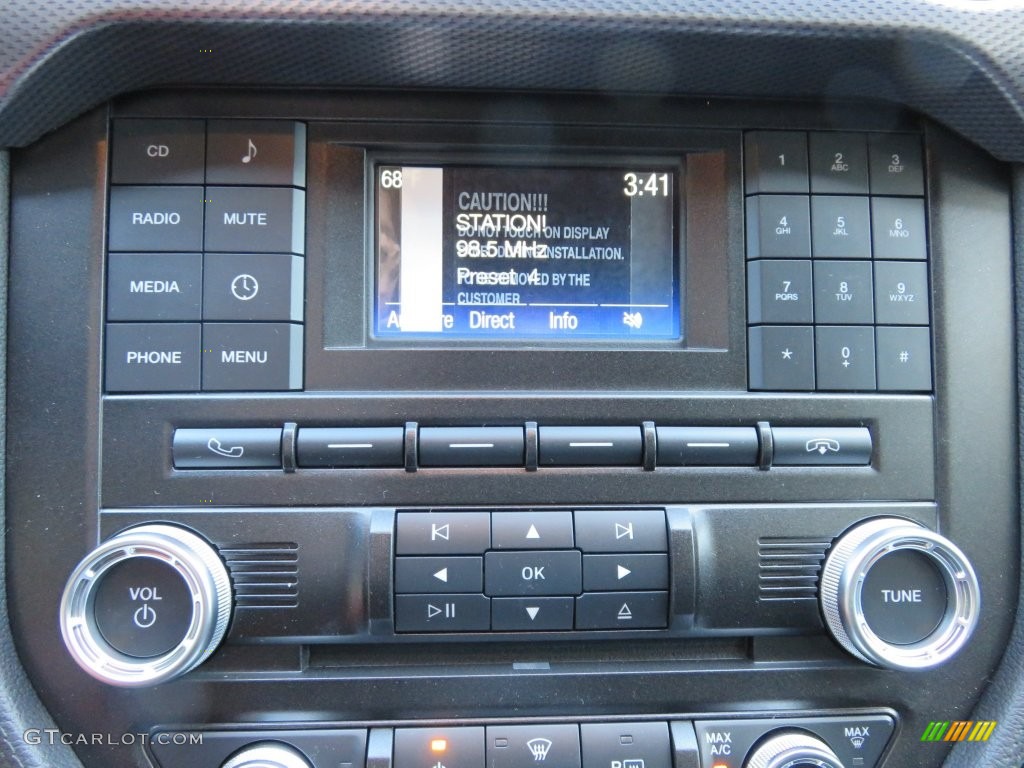 CD
RADIO
MUTE
MEDIA
PHONE
MENU
68
3:41
CAUTION!!!
STATION!
DO NOT TOUCH ON DISPLAY
98.5 MHz
INSTALLATION.
Preset 4
BY THE
CUSTOMER
Direct Info
1
2 ABC
3 DEF
4 GHI
5 JKL
6 MNO
7 PQRS
8 TUV
9 WXYZ
*
0 +
#
VOL
OK
TUNE
MAX A/C
MAX
R
GTCARLOT.COM